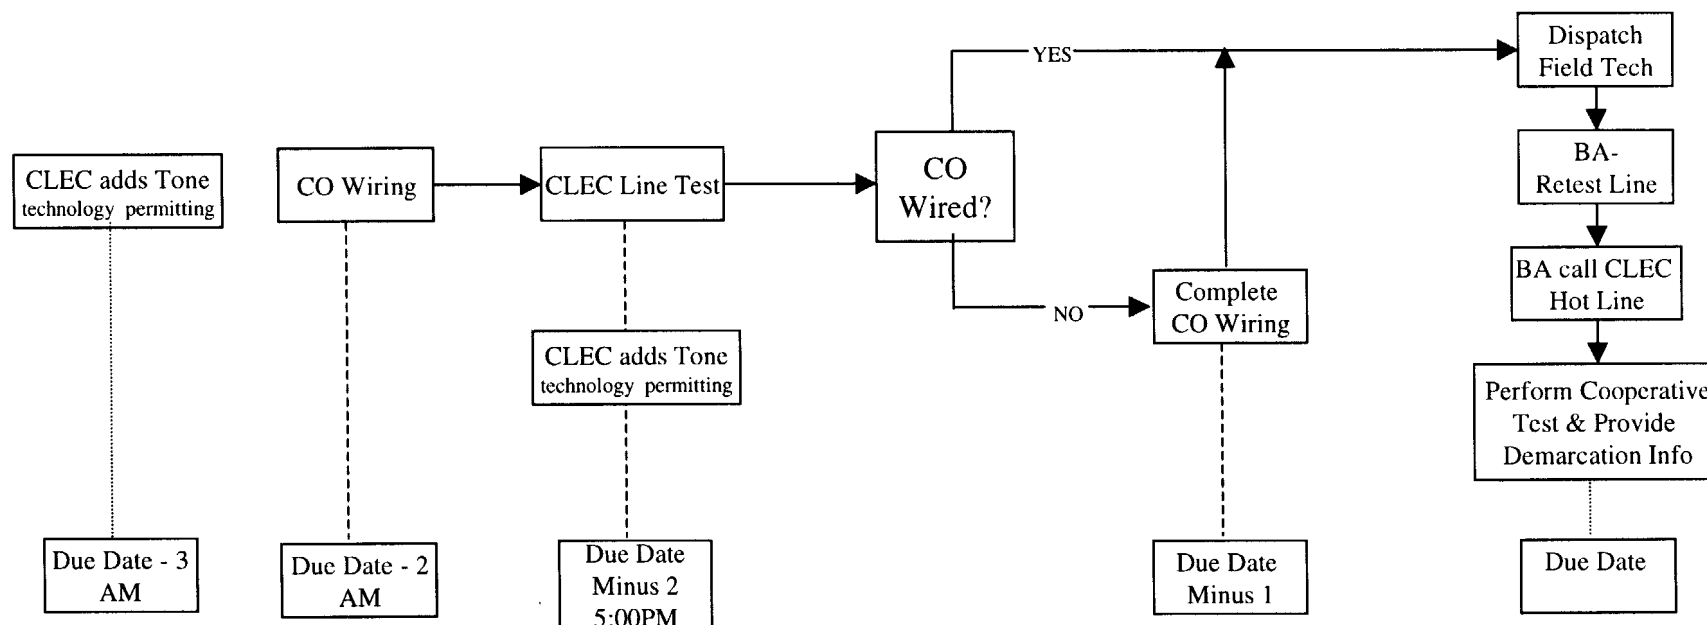 CLEC adds Tone
technology permitting
CO Wiring
CLEC Line Test
CLEC adds Tone
technology permitting
CO
Wired?
YES
NO
Complete
CO Wiring
Dispatch
Field Tech
BA-
Retest Line
BA call CLEC
Hot Line
Perform Cooperative
Test & Provide
Demarcation Info
Due Date - 3
AM
Due Date - 2
AM
Due Date
Minus 2
5:00PM
Due Date
Minus 1
Due Date